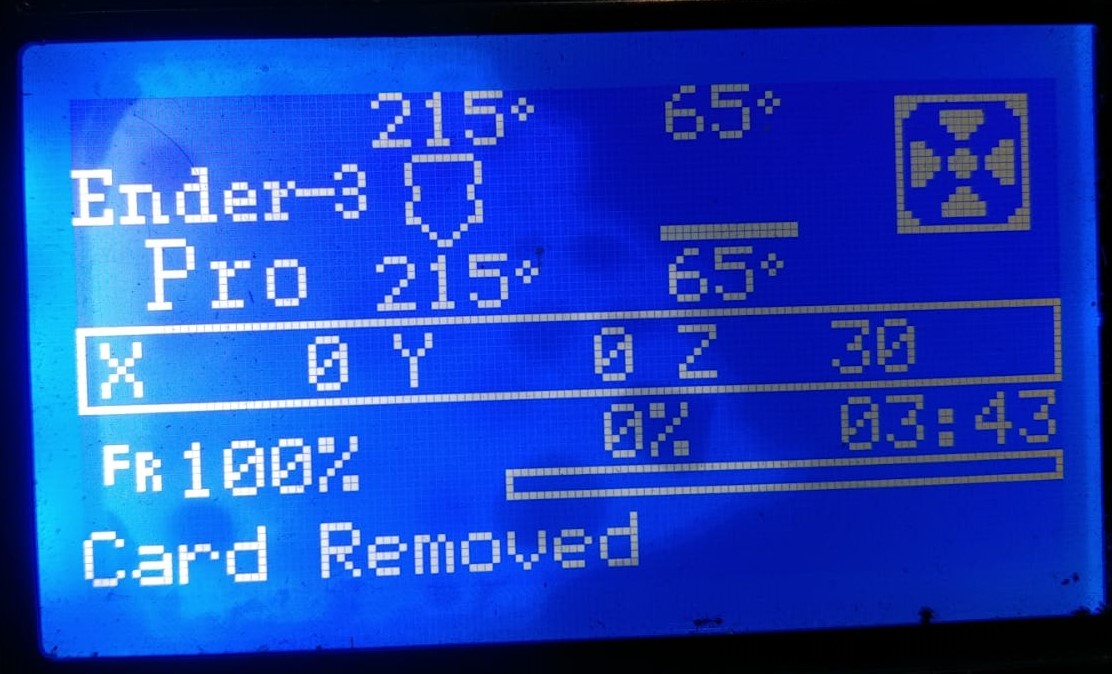 215° 65°
Ender-3
Pro 215° 65°
X 0 Y 0 Z 30
0% 03:43
FR 100%
Card Removed